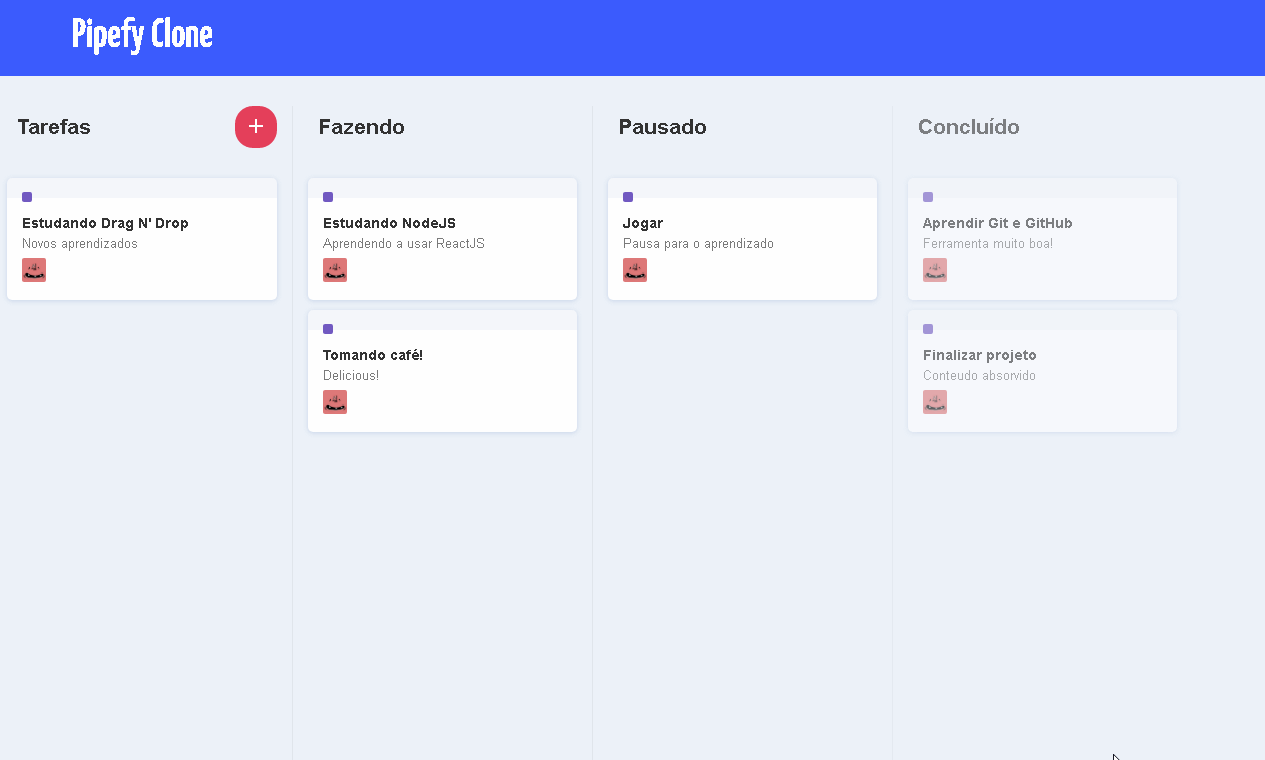 Pipefy Clone
Tarefas
+
Estudando Drag N' Drop
Novos aprendizados
Fazendo
Estudando NodeJS
Aprendendo a usar ReactJS
Tomando café!
Delicious!
Pausado
Jogar
Pausa para o aprendizado
Concluído
Aprendir Git e GitHub
Ferramenta muito boa!
Finalizar projeto
Conteudo absorvido